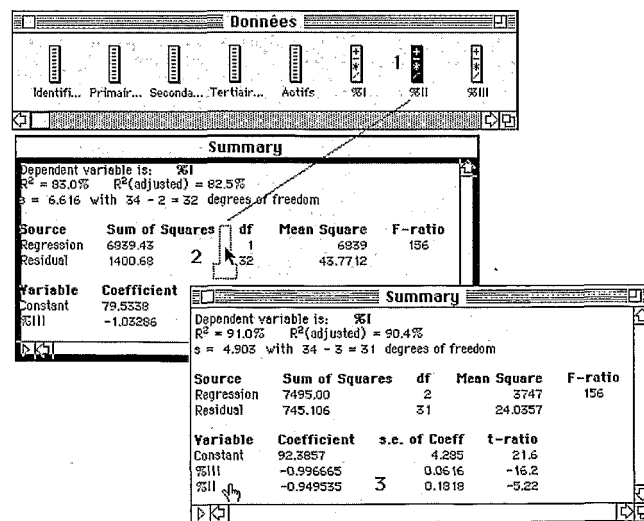 Données
1
Identifi... Primair... Seconda... Tertiair... Actifs %I %II %III
Summary
Dependent variable is: %I
R² = 83.0% R²(adjusted) = 82.5%
s = 6.616 with 34 - 2 = 32 degrees of freedom
Source Sum of Squares df Mean Square F-ratio
Regression 6839.43 1 6839 156
Residual 1400.68 32 43.7712
2
Variable Coefficient
Constant 79.5338
%III -1.03286
Summary
Dependent variable is: %I
R² = 91.0% R²(adjusted) = 90.4%
s = 4.903 with 34 - 3 = 31 degrees of freedom
Source Sum of Squares df Mean Square F-ratio
Regression 7495.00 2 3747 156
Residual 745.106 31 24.0357
Variable Coefficient s.e. of Coeff t-ratio
Constant 92.3857 4.285 21.6
%III -0.996665 0.0616 -16.2
%II -0.949535 3 0.1818 -5.22